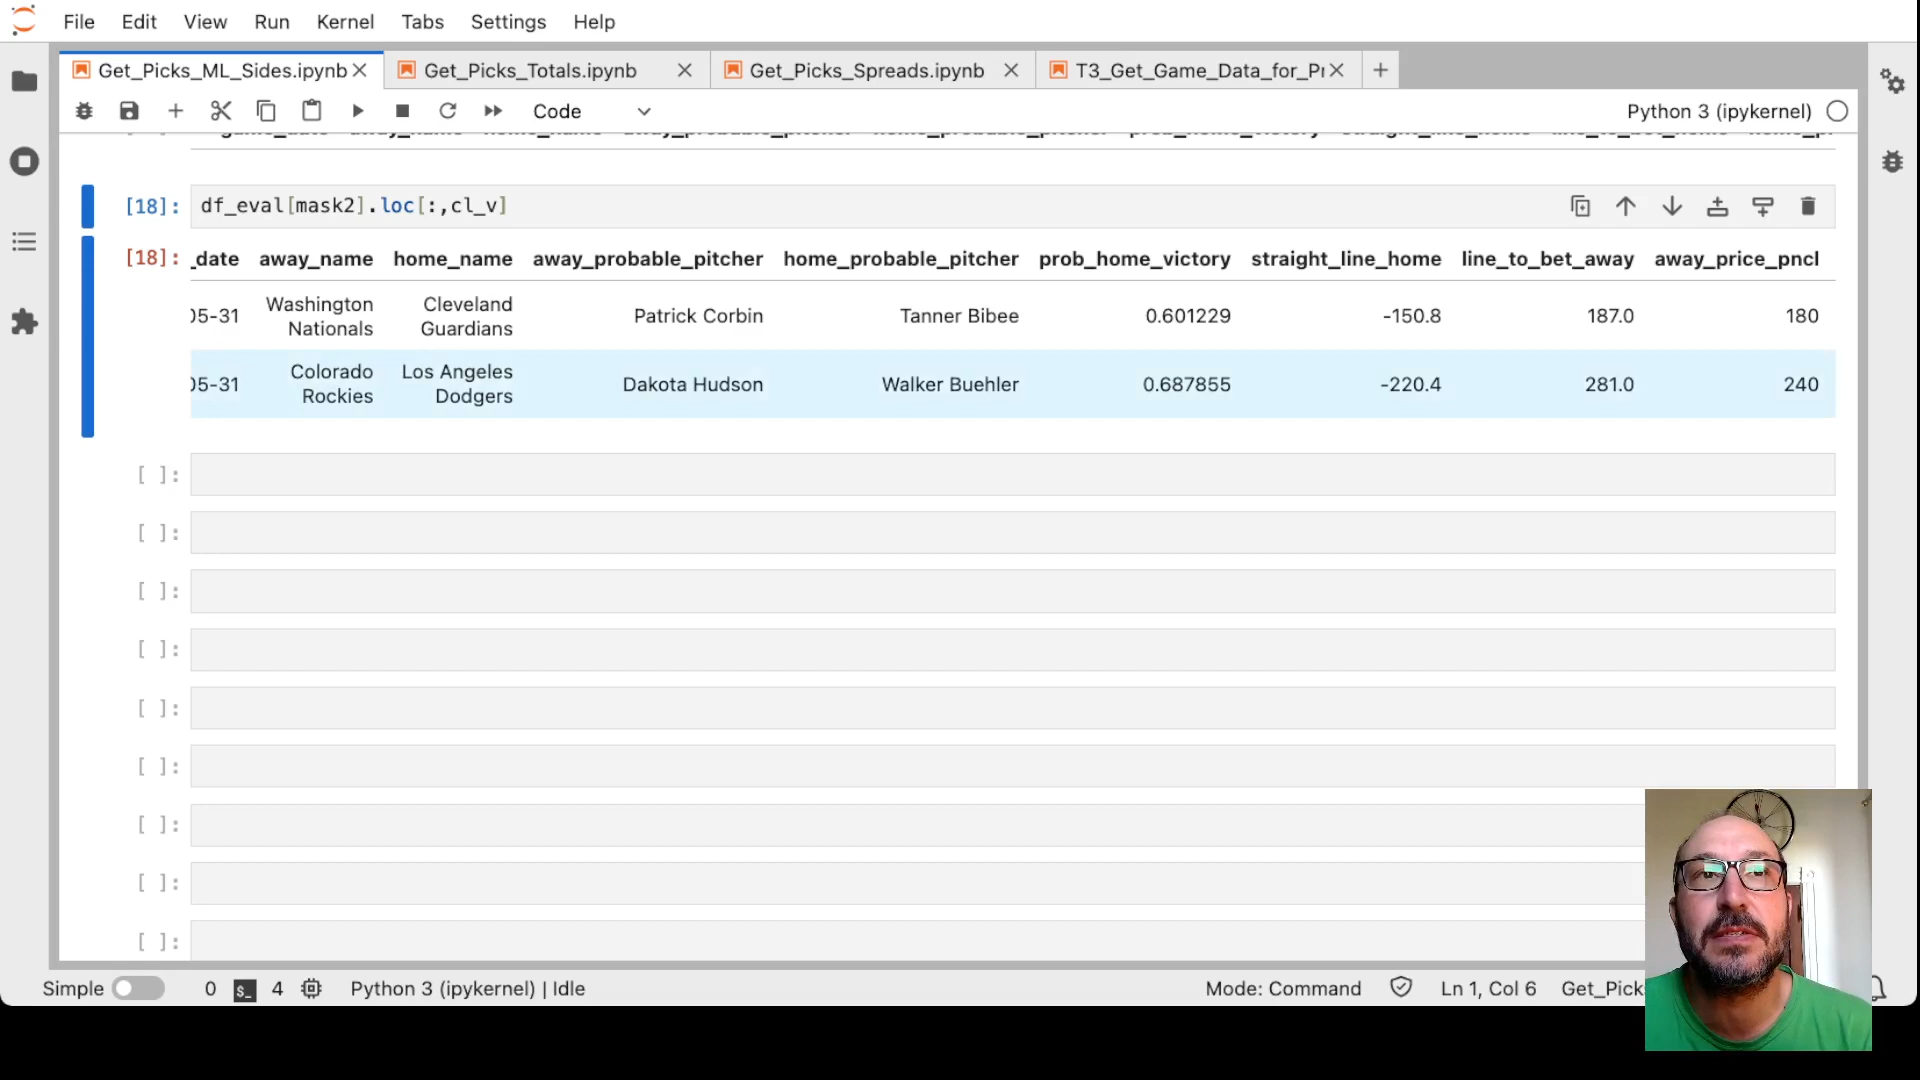 File Edit View Run Kernel Tabs Settings Help
Get_Picks_ML_Sides.ipynb Get_Picks_Totals.ipynb Get_Picks_Spreads.ipynb T3_Get_Game_Data_for_Pr
Code Python 3 (ipykernel)
[18]: df_eval[mask2].loc[:,cl_v]
[18]: _date away_name home_name away_probable_pitcher home_probable_pitcher prob_home_victory straight_line_home line_to_bet_away away_price_pncl
05-31 Washington Nationals Cleveland Guardians Patrick Corbin Tanner Bibee 0.601229 -150.8 187.0 180
05-31 Colorado Rockies Los Angeles Dodgers Dakota Hudson Walker Buehler 0.687855 -220.4 281.0 240
[ ]:
[ ]:
[ ]:
[ ]:
[ ]:
[ ]:
[ ]:
[ ]:
[ ]:
Simple 0 $_ 4 Python 3 (ipykernel) | Idle Mode: Command Ln 1, Col 6 Get_Pick